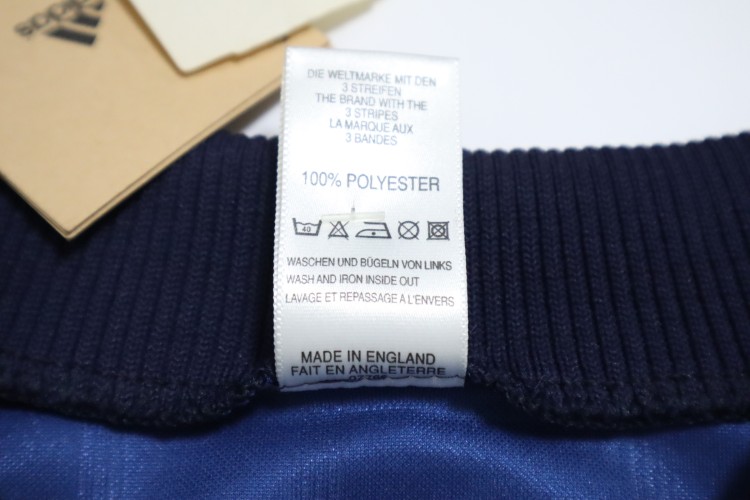 adidas
DIE WELTMARKE MIT DEN
3 STREIFEN
THE BRAND WITH THE
3 STRIPES
LA MARQUE AUX
3 BANDES
100% POLYESTER
40
WASCHEN UND BÜGELN VON LINKS
WASH AND IRON INSIDE OUT
LAVAGE ET REPASSAGE A L'ENVERS
MADE IN ENGLAND
FAIT EN ANGLETERRE